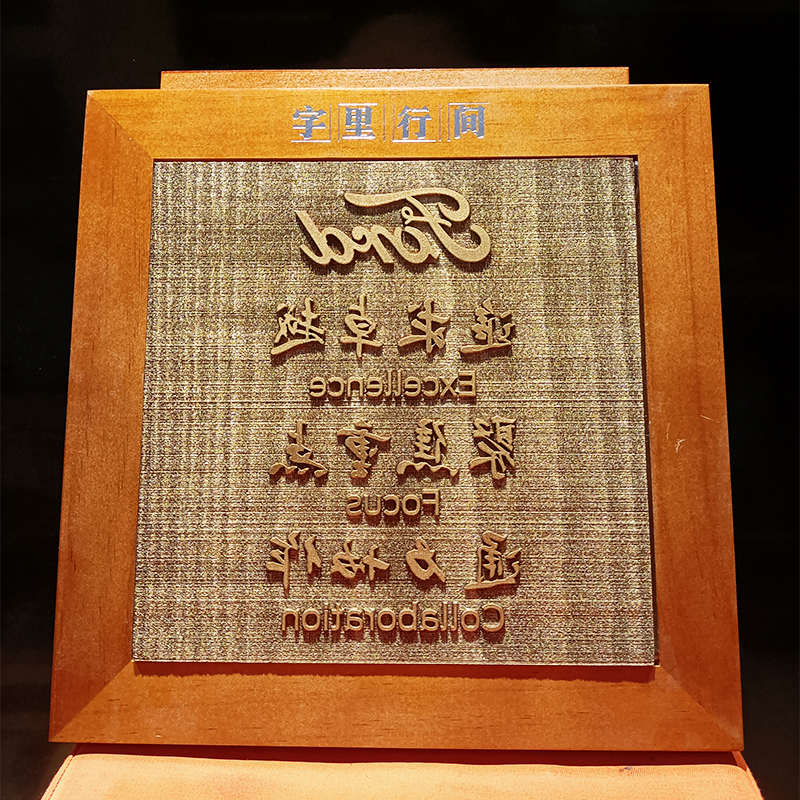 字里行间
Ford
追求卓越
Excellence
聚焦重点
Focus
通力协作
Collaboration